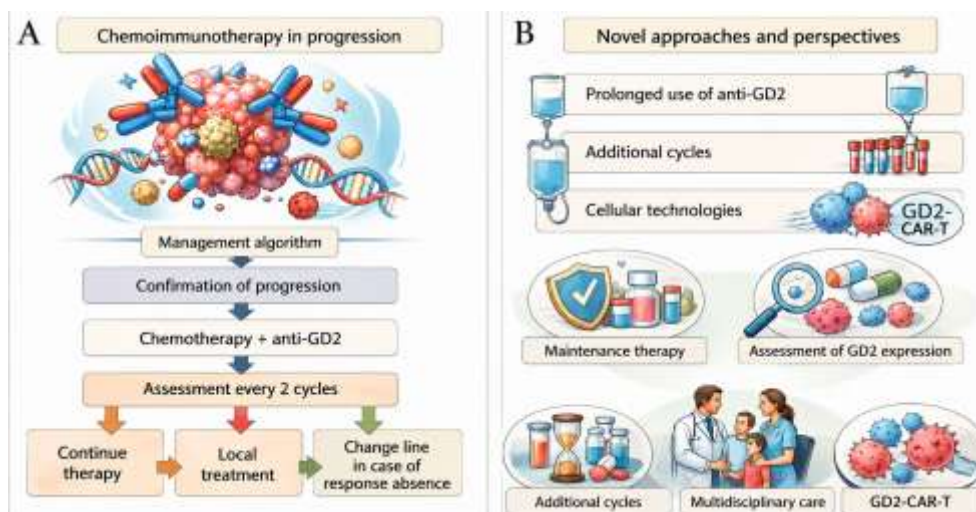 A
Chemoimmunotherapy in progression
Management algorithm
Confirmation of progression
Chemotherapy + anti-GD2
Assessment every 2 cycles
Continue
therapy
Local
treatment
Change line
in case of
response absence
B
Novel approaches and perspectives
Prolonged use of anti-GD2
Additional cycles
Cellular technologies
GD2-
CAR-T
Maintenance therapy
Assessment of GD2 expression
Additional cycles
Multidisciplinary care
GD2-CAR-T